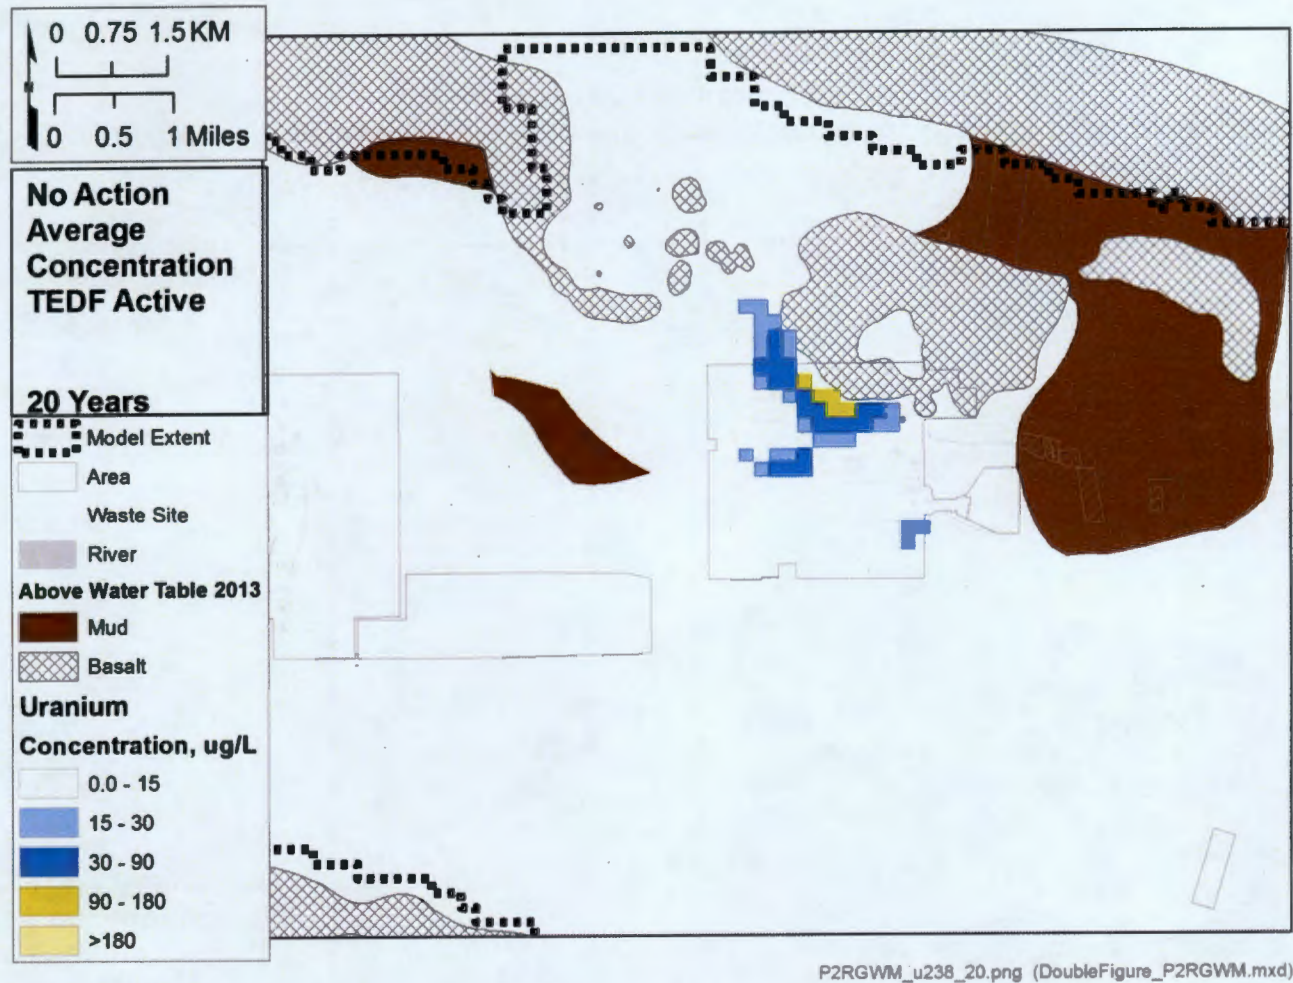 0 0.75 1.5 KM
0 0.5 1 Miles
No Action
Average
Concentration
TEDF Active
20 Years
Model Extent
Area
Waste Site
River
Above Water Table 2013
Mud
Basalt
Uranium
Concentration, ug/L
0.0 - 15
15 - 30
30 - 90
90 - 180
>180
P2RGWM_u238_20.png (DoubleFigure_P2RGWM.mxd)